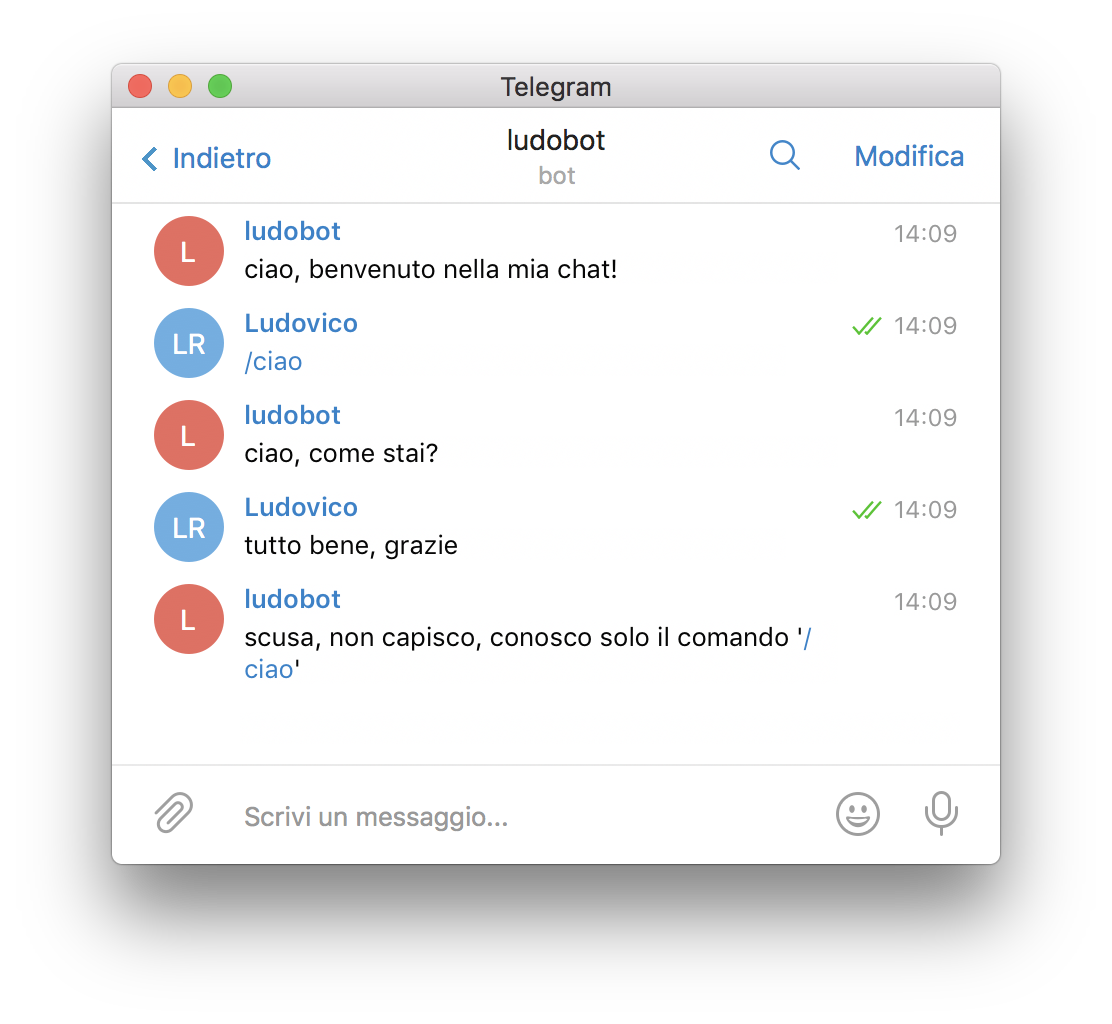 Telegram
Indietro
ludobot
bot
Modifica
L
ludobot
14:09
ciao, benvenuto nella mia chat!
LR
Ludovico
14:09
/ciao
L
ludobot
14:09
ciao, come stai?
LR
Ludovico
14:09
tutto bene, grazie
L
ludobot
14:09
scusa, non capisco, conosco solo il comando '/
ciao'
Scrivi un messaggio...